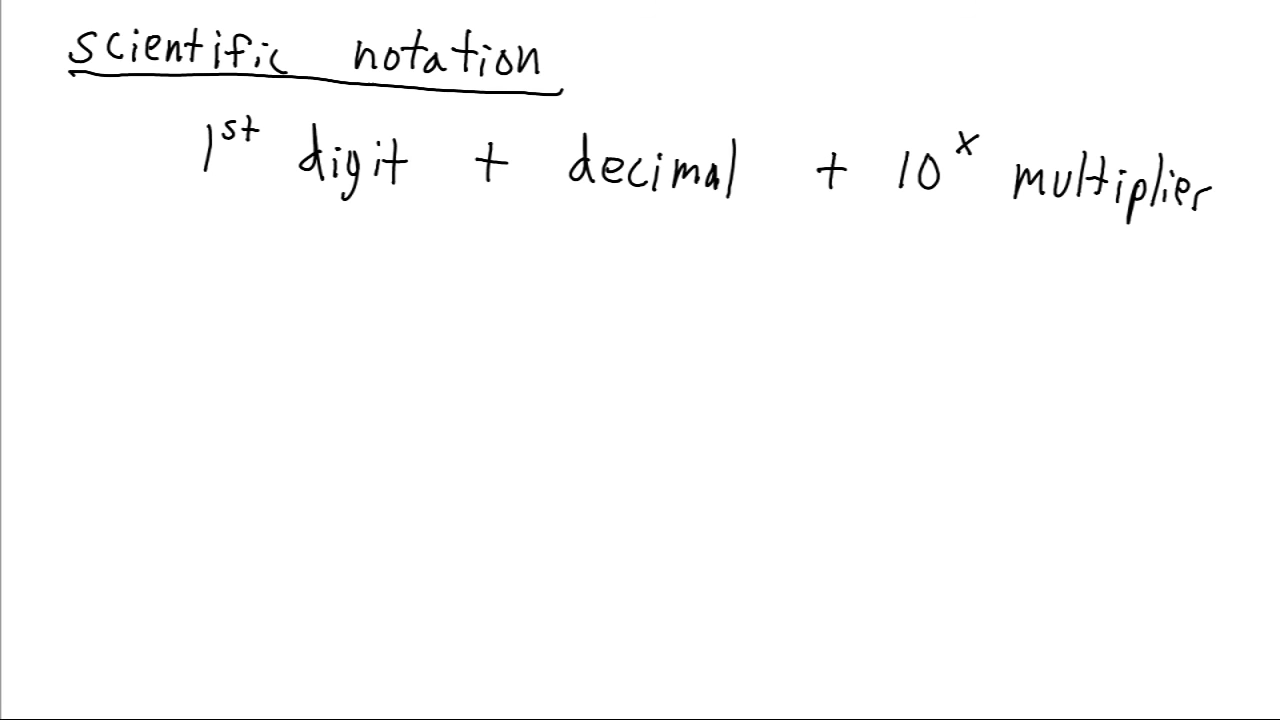 scientific notation
1ˢᵗ digit + decimal + 10ˣ multiplier